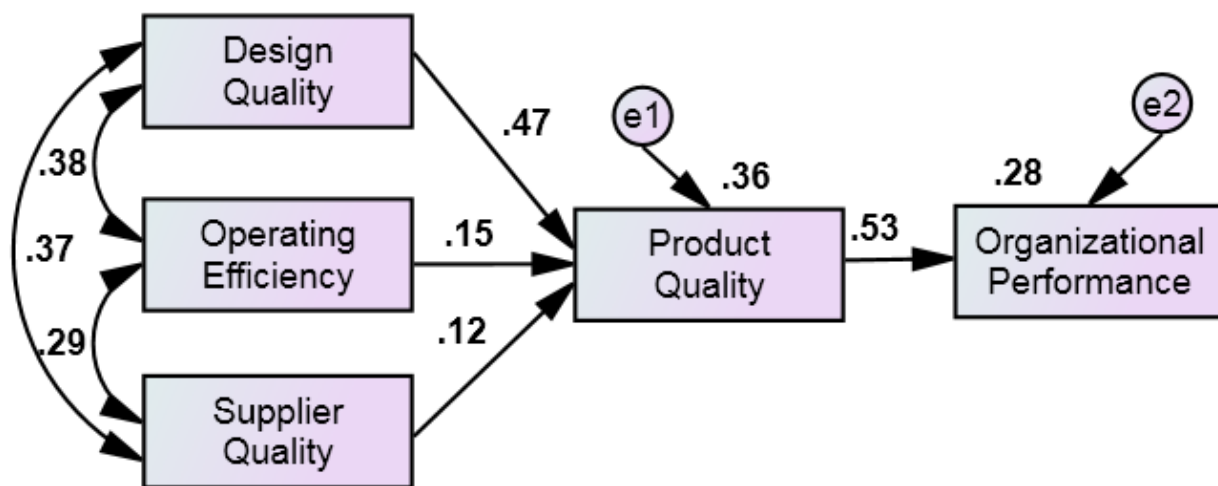 Design
Quality
.47
e1
e2
.38
.36
.28
Operating
Efficiency
.15
Product
Quality
.53
Organizational
Performance
.37
.29
.12
Supplier
Quality